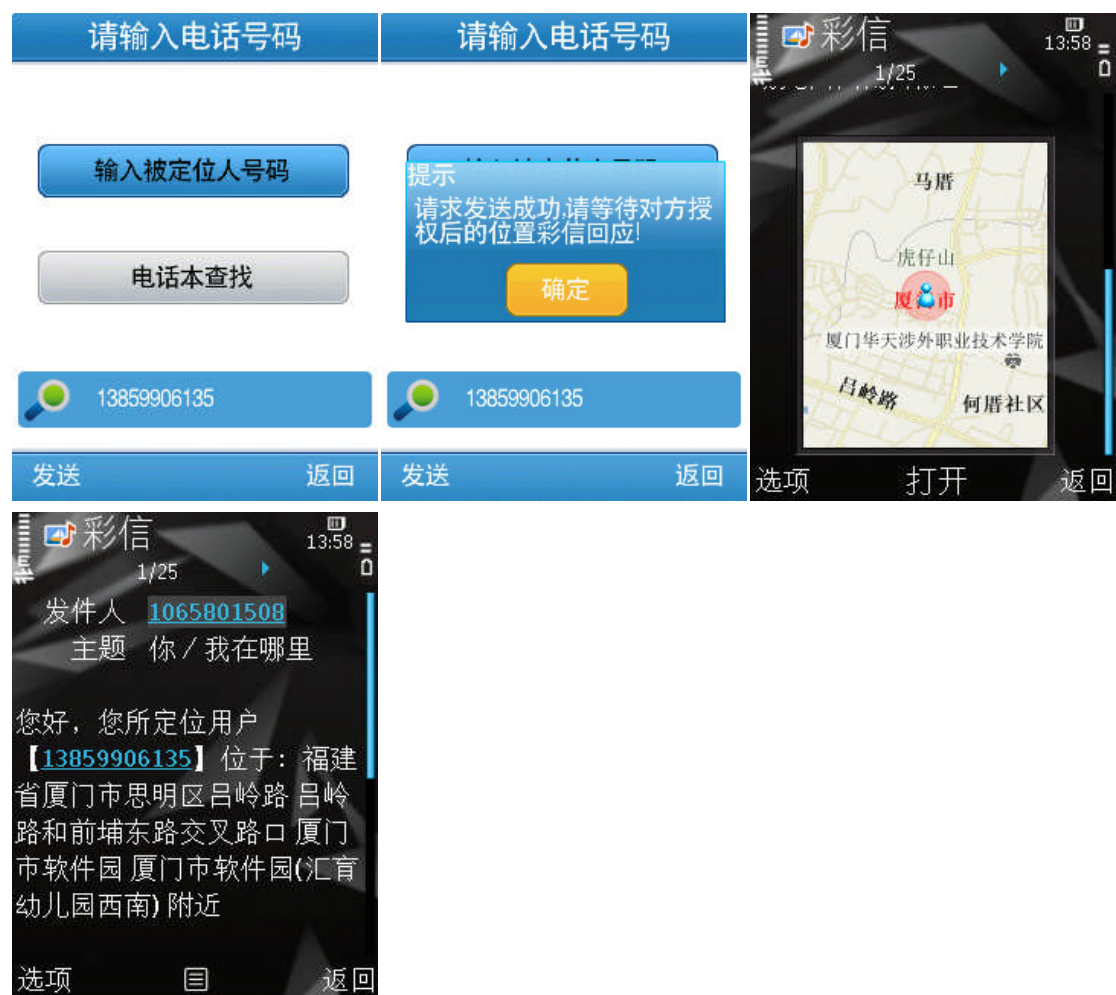 请输入电话号码
输入被定位人号码
电话本查找
13859906135
发送
返回
请输入电话号码
提示
请求发送成功,请等待对方授
权后的位置彩信回应!
确定
13859906135
发送
返回
彩信
13:58
1/25
马厝
虎仔山
厦门市
厦门华天涉外职业技术学院
吕岭路
何厝社区
选项
打开
返回
彩信
13:58
1/25
发件人 1065801508
主题 你/我在哪里
您好，您所定位用户
【13859906135】位于：福建
省厦门市思明区吕岭路 吕岭
路和前埔东路交叉路口 厦门
市软件园 厦门市软件园(汇育
幼儿园西南) 附近
选项
返回